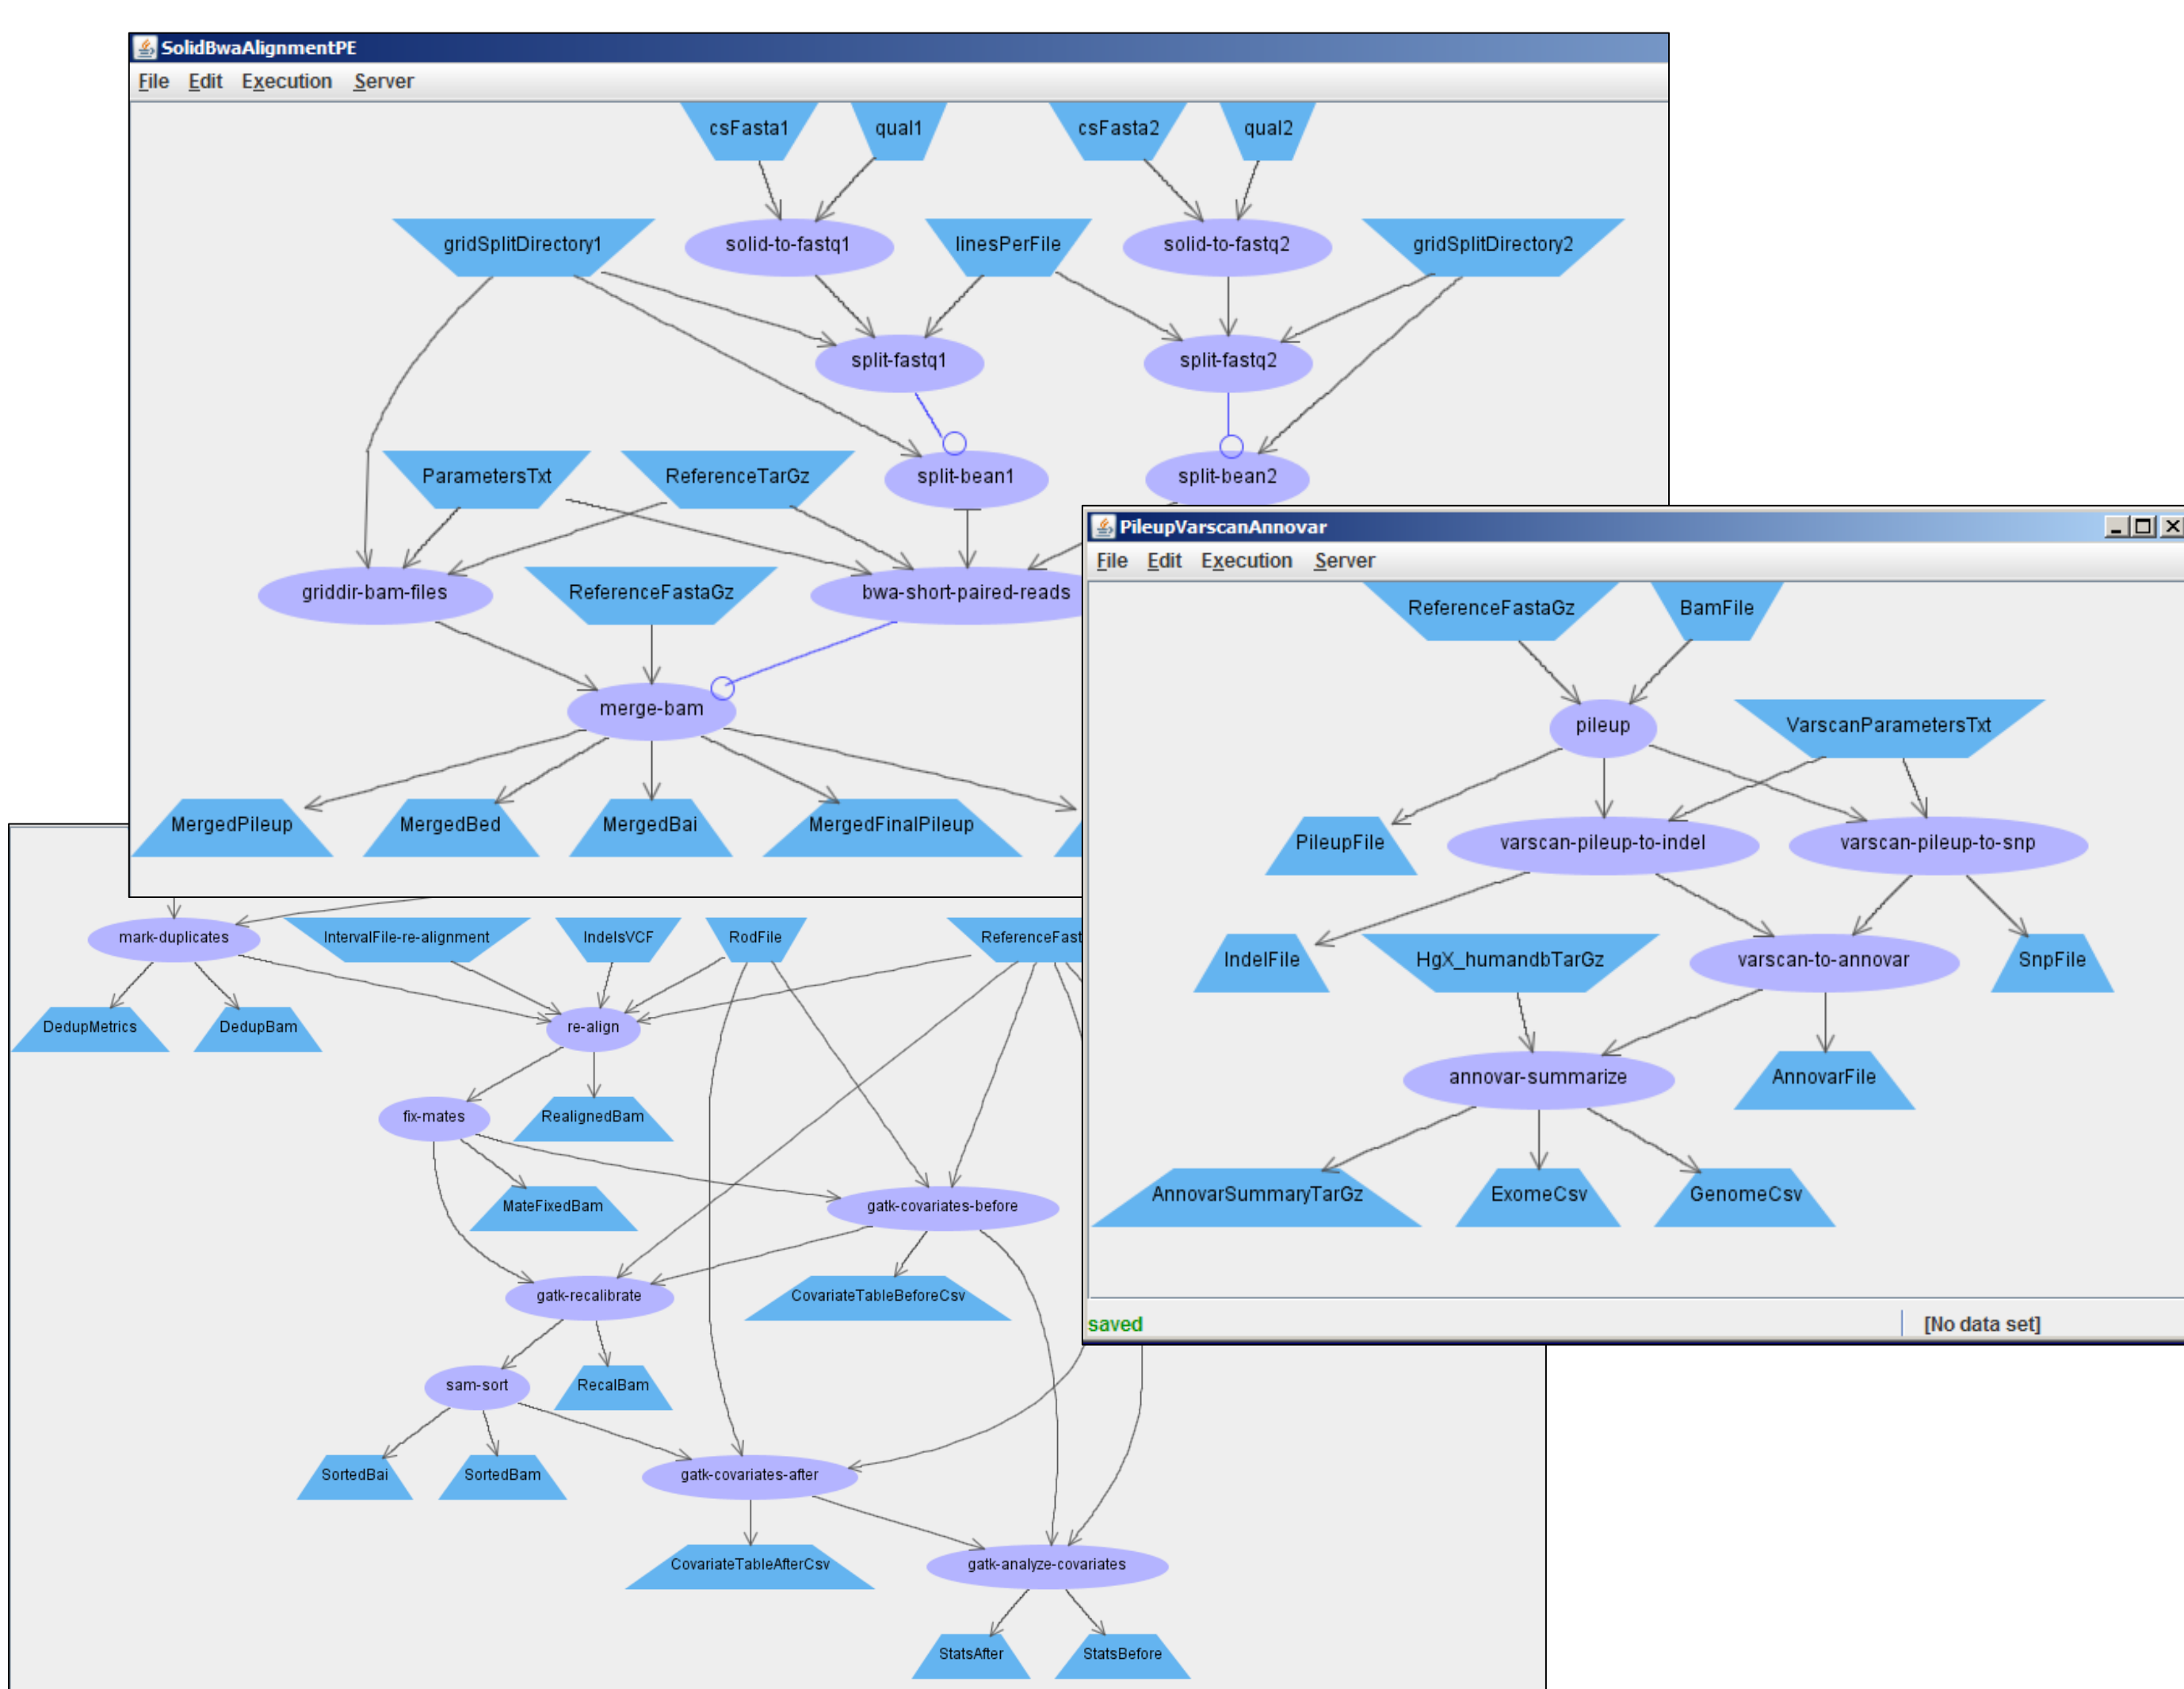 SolidBwaAlignmentPE
File Edit Execution Server
csFasta1 qual1 csFasta2 qual2
gridSplitDirectory1 solid-to-fastq1 linesPerFile solid-to-fastq2 gridSplitDirectory2
split-fastq1 split-fastq2
ParametersTxt ReferenceTarGz split-bean1 split-bean2
griddir-bam-files ReferenceFastaGz bwa-short-paired-reads
merge-bam
MergedPileup MergedBed MergedBai MergedFinalPileup
PileupVarscanAnnovar
File Edit Execution Server
ReferenceFastaGz BamFile
pileup VarscanParametersTxt
PileupFile varscan-pileup-to-indel varscan-pileup-to-snp
IndelFile HgX_humandbTarGz varscan-to-annovar SnpFile
annovar-summarize AnnovarFile
AnnovarSummaryTarGz ExomeCsv GenomeCsv
saved [No data set]
mark-duplicates IntervalFile-re-alignment IndelsVCF RodFile ReferenceFast
DedupMetrics DedupBam re-align
fix-mates RealignedBam
MateFixedBam gatk-covariates-before
gatk-recalibrate CovariateTableBeforeCsv
sam-sort RecalBam
SortedBai SortedBam gatk-covariates-after
CovariateTableAfterCsv gatk-analyze-covariates
StatsAfter StatsBefore